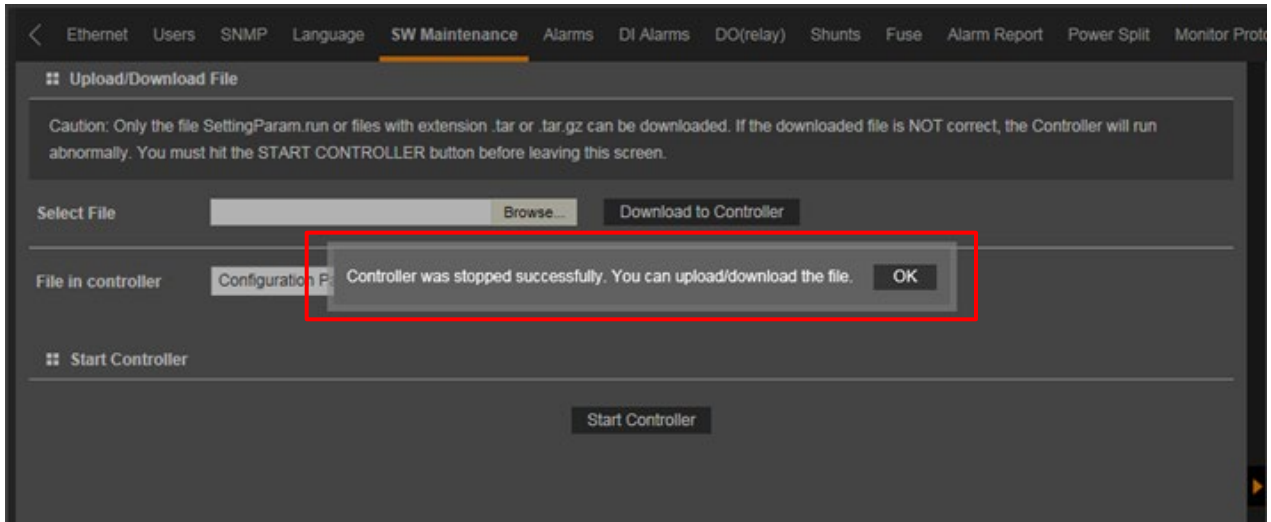 Ethernet Users SNMP Language SW Maintenance Alarms DI Alarms DO(relay) Shunts Fuse Alarm Report Power Split Monitor
Upload/Download File
Caution: Only the file SettingParam.run or files with extension .tar or .tar.gz can be downloaded. If the downloaded file is NOT correct, the Controller will run
abnormally. You must hit the START CONTROLLER button before leaving this screen.
Select File Browse... Download to Controller
File in controller Configuration
Controller was stopped successfully. You can upload/download the file. OK
Start Controller
Start Controller